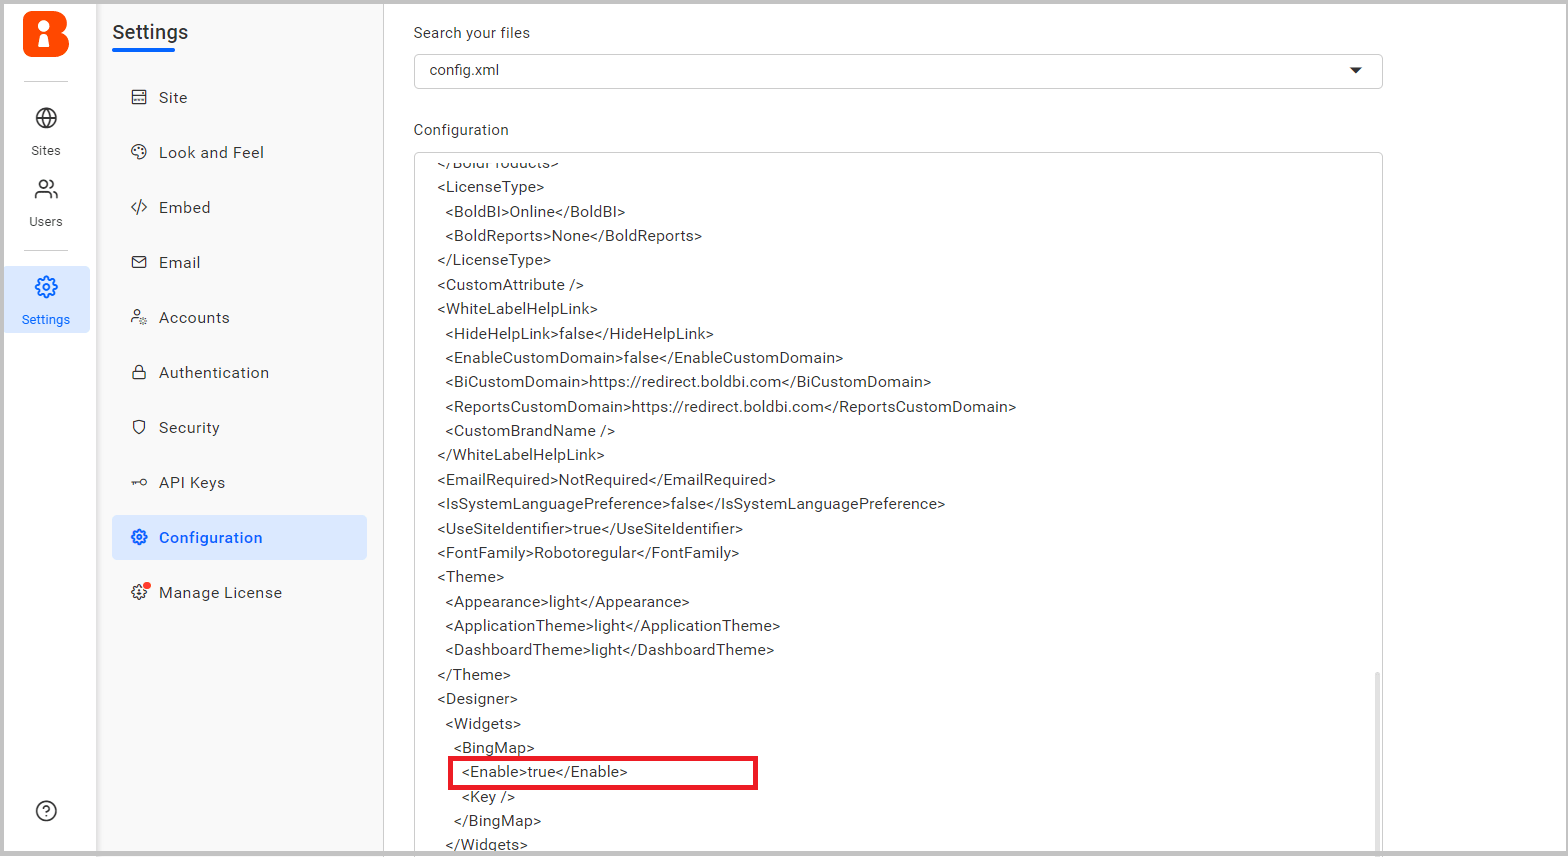 Sites
Users
Settings
Settings
Site
Look and Feel
Embed
Email
Accounts
Authentication
Security
API Keys
Configuration
Manage License
Search your files
config.xml
Configuration
</BoldProducts>
<LicenseType>
<BoldBI>Online</BoldBI>
<BoldReports>None</BoldReports>
</LicenseType>
<CustomAttribute />
<WhiteLabelHelpLink>
<HideHelpLink>false</HideHelpLink>
<EnableCustomDomain>false</EnableCustomDomain>
<BiCustomDomain>https://redirect.boldbi.com</BiCustomDomain>
<ReportsCustomDomain>https://redirect.boldbi.com</ReportsCustomDomain>
<CustomBrandName />
</WhiteLabelHelpLink>
<EmailRequired>NotRequired</EmailRequired>
<IsSystemLanguagePreference>false</IsSystemLanguagePreference>
<UseSiteIdentifier>true</UseSiteIdentifier>
<FontFamily>Robotoregular</FontFamily>
<Theme>
<Appearance>light</Appearance>
<ApplicationTheme>light</ApplicationTheme>
<DashboardTheme>light</DashboardTheme>
</Theme>
<Designer>
<Widgets>
<BingMap>
<Enable>true</Enable>
<Key />
</BingMap>
</Widgets>